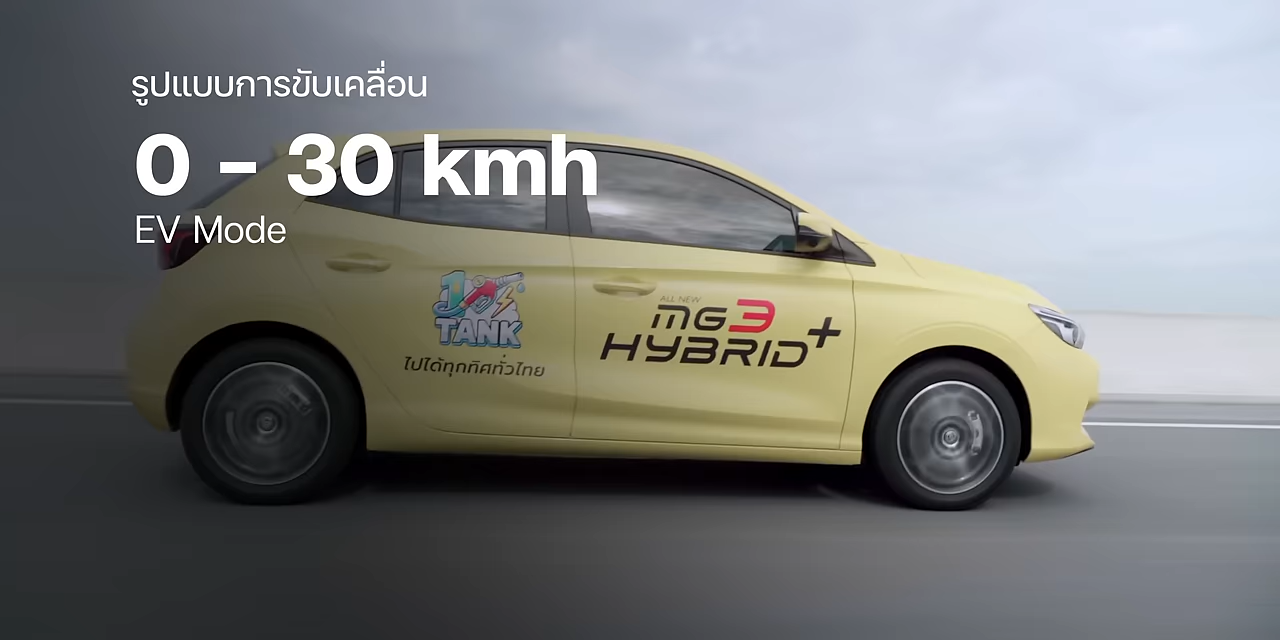 รูปแบบการขับเคลื่อน
0 - 30 kmh
EV Mode
1
TANK
ไปได้ทุกทิศทั่วไทย
ALL NEW
MG3
HYBRID+